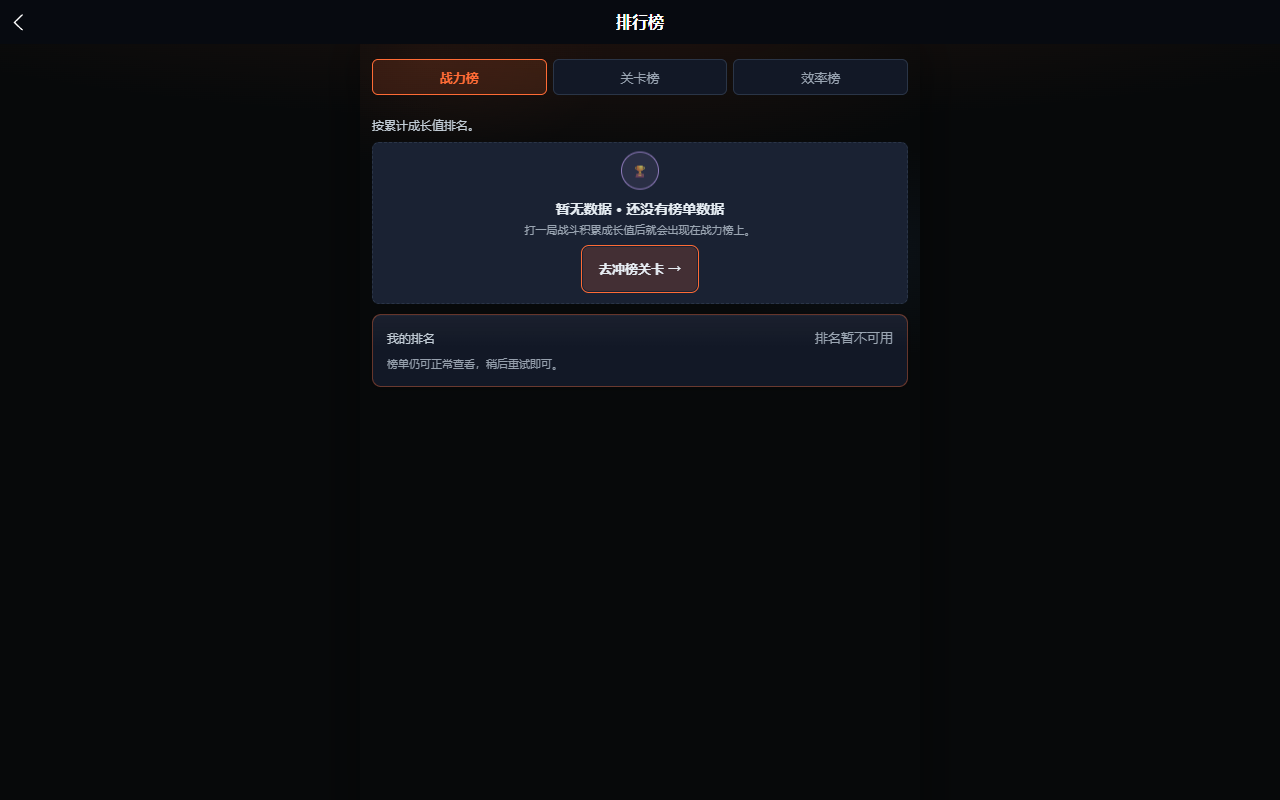 排行榜
战力榜
关卡榜
效率榜
按累计成长值排名。
暂无数据 • 还没有榜单数据
打一局战斗积累成长值后就会出现在战力榜上。
去冲榜关卡 →
我的排名
排名暂不可用
榜单仍可正常查看，稍后重试即可。